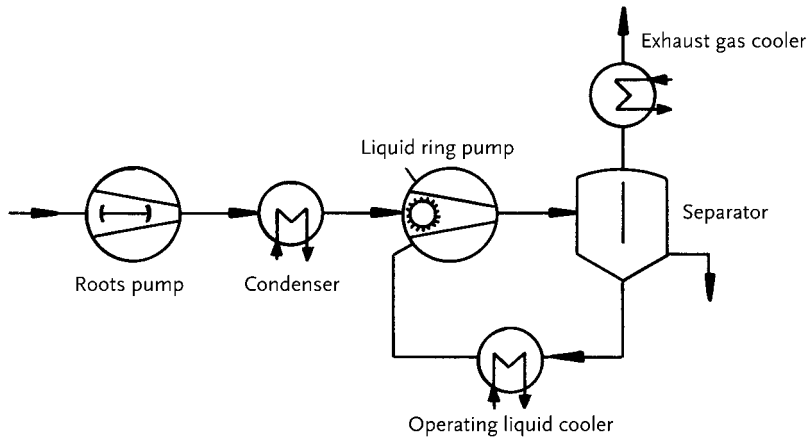 Exhaust gas cooler
Liquid ring pump
Separator
Roots pump
Condenser
Operating liquid cooler